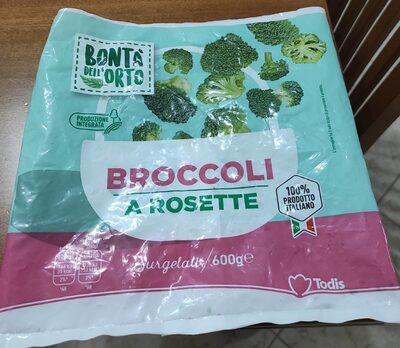 BONTÀ
DELL'ORTO
PRODUZIONE
INTEGRATA
BROCCOLI
A ROSETTE
100%
PRODOTTO
ITALIANO
Surgelati/600g℮
Todis